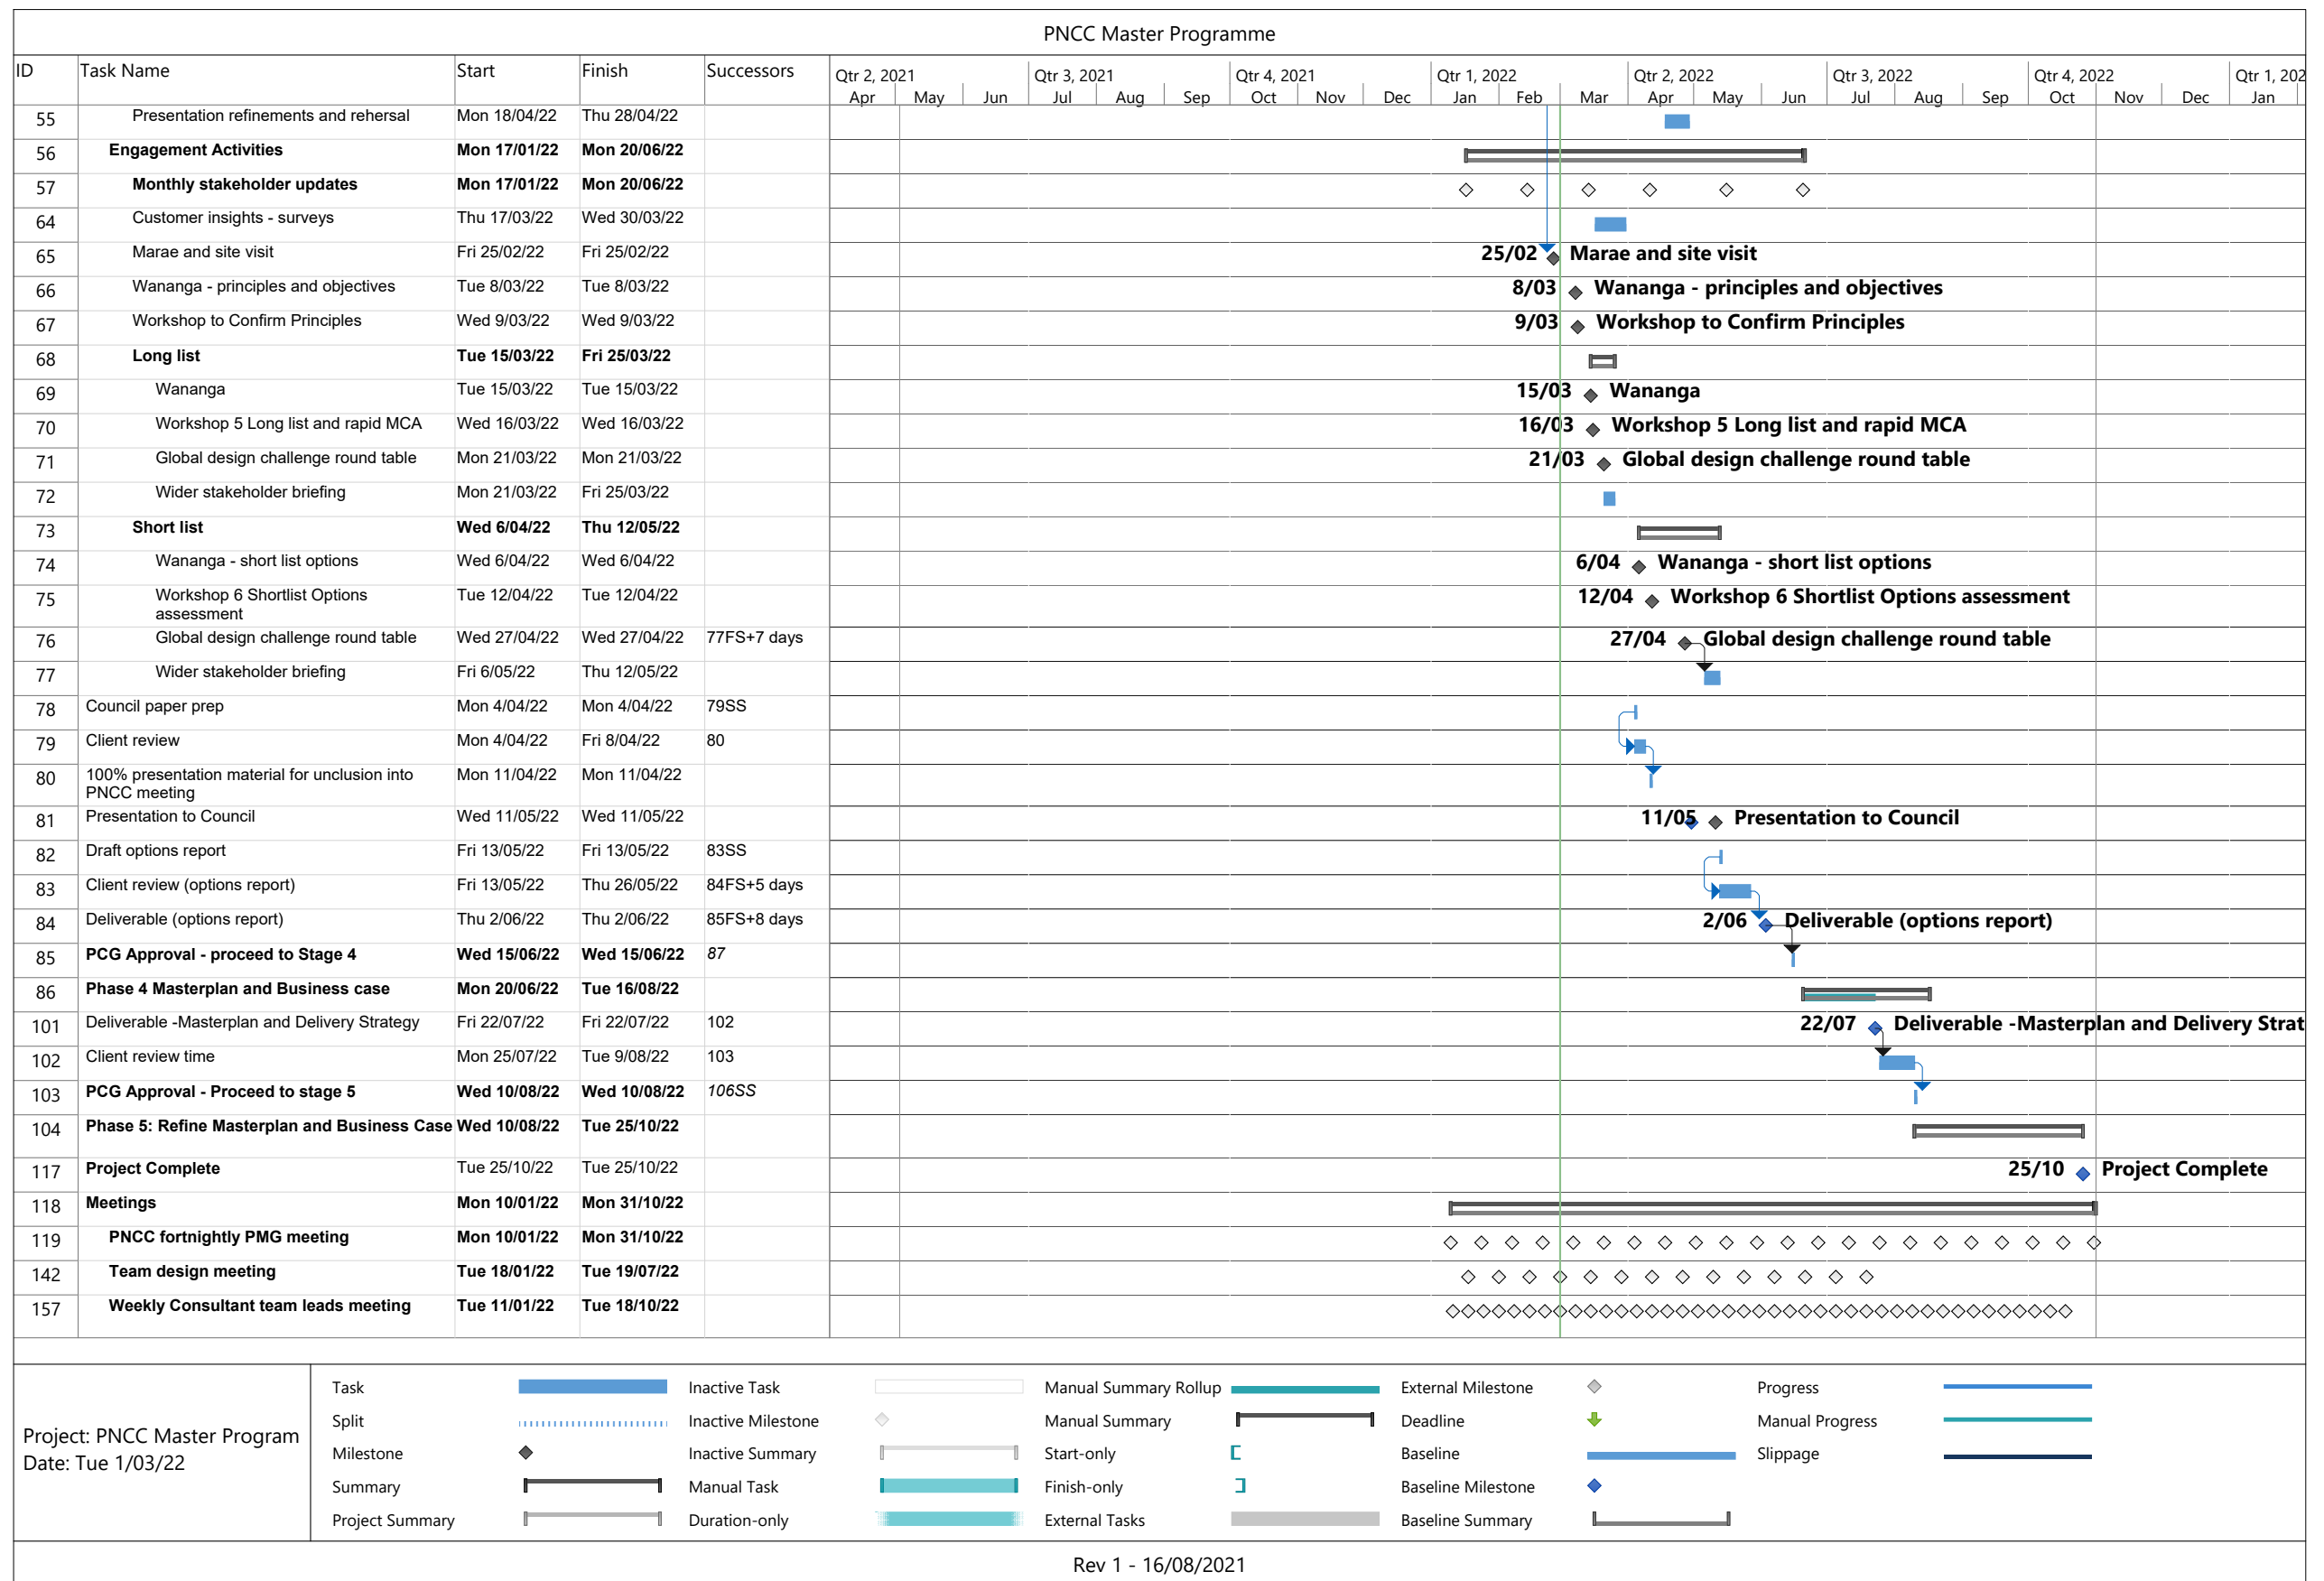 PNCC Master Programme
ID Task Name Start Finish Successors Qtr 2, 2021 Qtr 3, 2021 Qtr 4, 2021 Qtr 1, 2022 Qtr 2, 2022 Qtr 3, 2022 Qtr 4, 2022 Qtr 1, 202
Apr May Jun Jul Aug Sep Oct Nov Dec Jan Feb Mar Apr May Jun Jul Aug Sep Oct Nov Dec Jan
55 Presentation refinements and rehersal Mon 18/04/22 Thu 28/04/22
56 Engagement Activities Mon 17/01/22 Mon 20/06/22
57 Monthly stakeholder updates Mon 17/01/22 Mon 20/06/22
64 Customer insights - surveys Thu 17/03/22 Wed 30/03/22
65 Marae and site visit Fri 25/02/22 Fri 25/02/22 25/02 Marae and site visit
66 Wananga - principles and objectives Tue 8/03/22 Tue 8/03/22 8/03 Wananga - principles and objectives
67 Workshop to Confirm Principles Wed 9/03/22 Wed 9/03/22 9/03 Workshop to Confirm Principles
68 Long list Tue 15/03/22 Fri 25/03/22
69 Wananga Tue 15/03/22 Tue 15/03/22 15/03 Wananga
70 Workshop 5 Long list and rapid MCA Wed 16/03/22 Wed 16/03/22 16/03 Workshop 5 Long list and rapid MCA
71 Global design challenge round table Mon 21/03/22 Mon 21/03/22 21/03 Global design challenge round table
72 Wider stakeholder briefing Mon 21/03/22 Fri 25/03/22
73 Short list Wed 6/04/22 Thu 12/05/22
74 Wananga - short list options Wed 6/04/22 Wed 6/04/22 6/04 Wananga - short list options
75 Workshop 6 Shortlist Options Tue 12/04/22 Tue 12/04/22 12/04 Workshop 6 Shortlist Options assessment
assessment
76 Global design challenge round table Wed 27/04/22 Wed 27/04/22 77FS+7 days 27/04 Global design challenge round table
77 Wider stakeholder briefing Fri 6/05/22 Thu 12/05/22
78 Council paper prep Mon 4/04/22 Mon 4/04/22 79SS
79 Client review Mon 4/04/22 Fri 8/04/22 80
80 100% presentation material for unclusion into Mon 11/04/22 Mon 11/04/22
PNCC meeting
81 Presentation to Council Wed 11/05/22 Wed 11/05/22 11/05 Presentation to Council
82 Draft options report Fri 13/05/22 Fri 13/05/22 83SS
83 Client review (options report) Fri 13/05/22 Thu 26/05/22 84FS+5 days
84 Deliverable (options report) Thu 2/06/22 Thu 2/06/22 85FS+8 days 2/06 Deliverable (options report)
85 PCG Approval - proceed to Stage 4 Wed 15/06/22 Wed 15/06/22 87
86 Phase 4 Masterplan and Business case Mon 20/06/22 Tue 16/08/22
101 Deliverable -Masterplan and Delivery Strategy Fri 22/07/22 Fri 22/07/22 102 22/07 Deliverable -Masterplan and Delivery Strat
102 Client review time Mon 25/07/22 Tue 9/08/22 103
103 PCG Approval - Proceed to stage 5 Wed 10/08/22 Wed 10/08/22 106SS
104 Phase 5: Refine Masterplan and Business Case Wed 10/08/22 Tue 25/10/22
117 Project Complete Tue 25/10/22 Tue 25/10/22 25/10 Project Complete
118 Meetings Mon 10/01/22 Mon 31/10/22
119 PNCC fortnightly PMG meeting Mon 10/01/22 Mon 31/10/22
142 Team design meeting Tue 18/01/22 Tue 19/07/22
157 Weekly Consultant team leads meeting Tue 11/01/22 Tue 18/10/22
Project: PNCC Master Program
Date: Tue 1/03/22
Task Inactive Task Manual Summary Rollup External Milestone Progress
Split Inactive Milestone Manual Summary Deadline Manual Progress
Milestone Inactive Summary Start-only Baseline Slippage
Summary Manual Task Finish-only Baseline Milestone
Project Summary Duration-only External Tasks Baseline Summary
Rev 1 - 16/08/2021